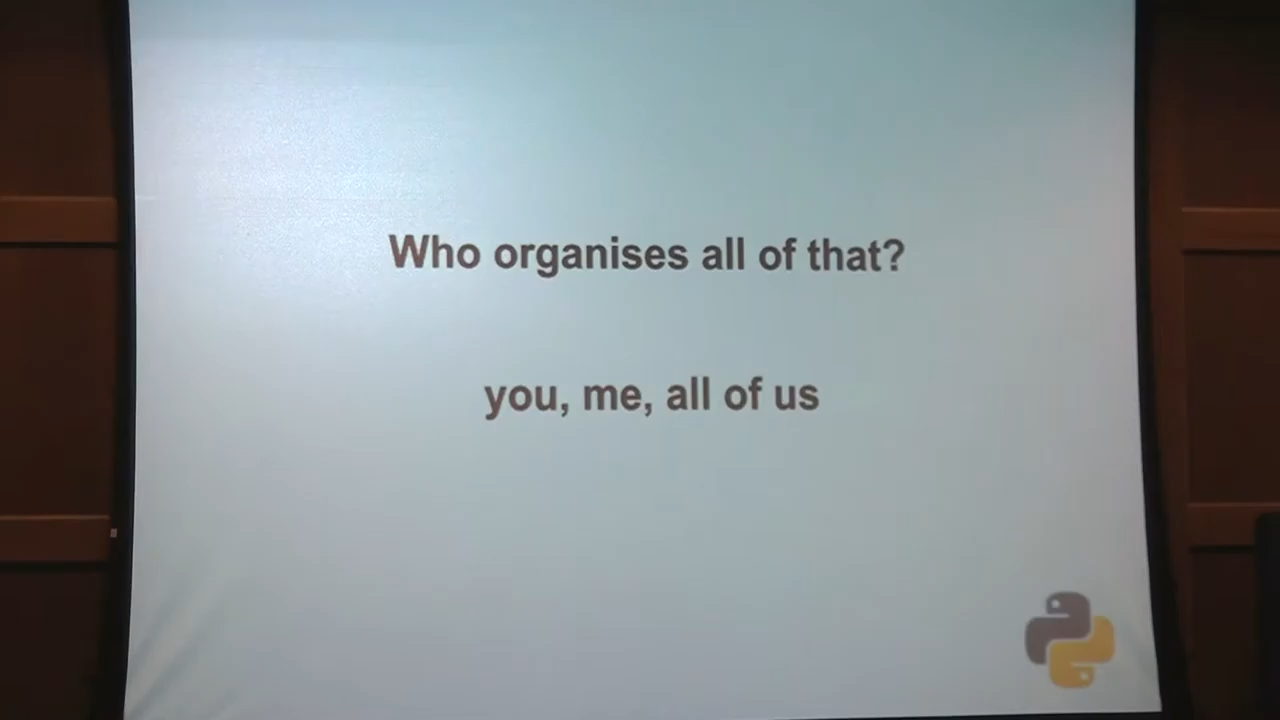 Who organises all of that?
you, me, all of us